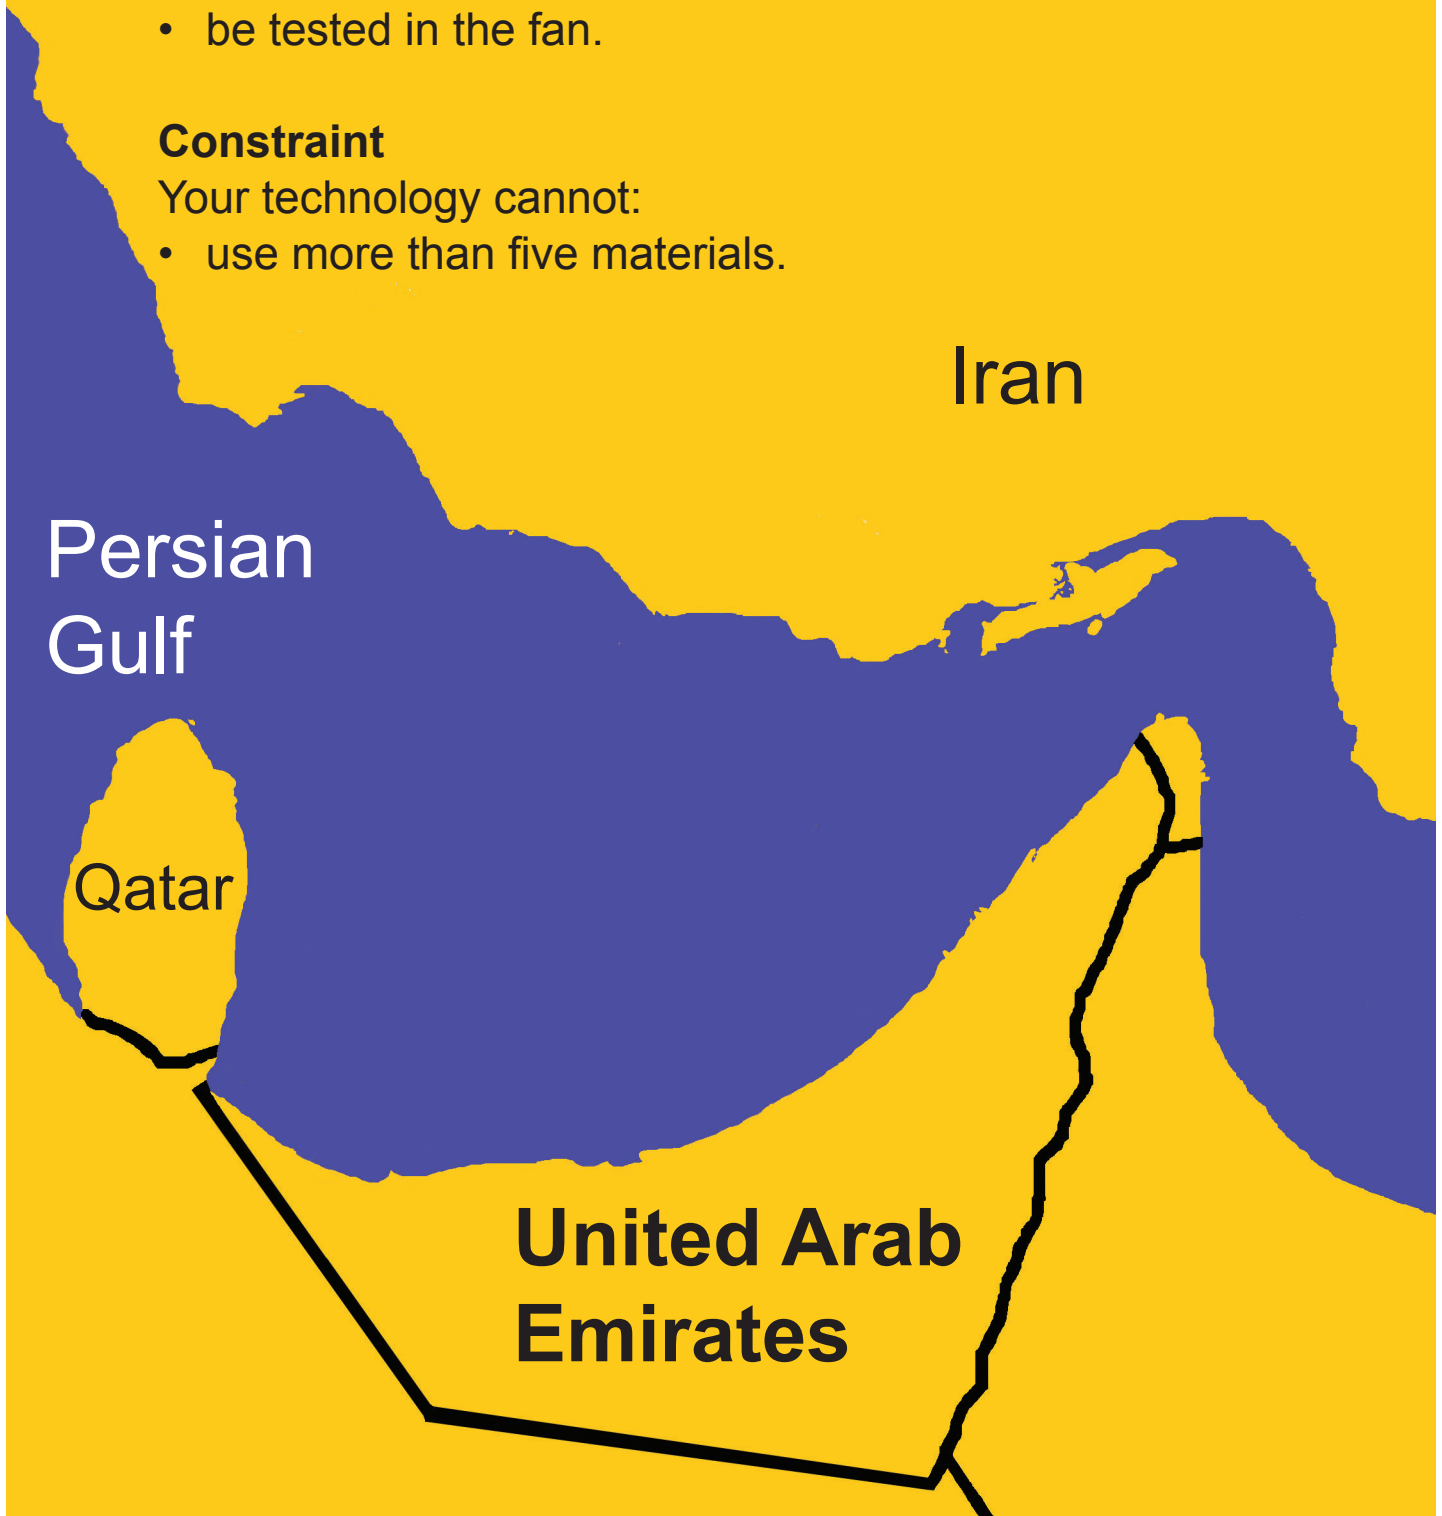 • be tested in the fan.
Constraint
Your technology cannot:
• use more than five materials.
Iran
Persian
Gulf
Qatar
United Arab
Emirates